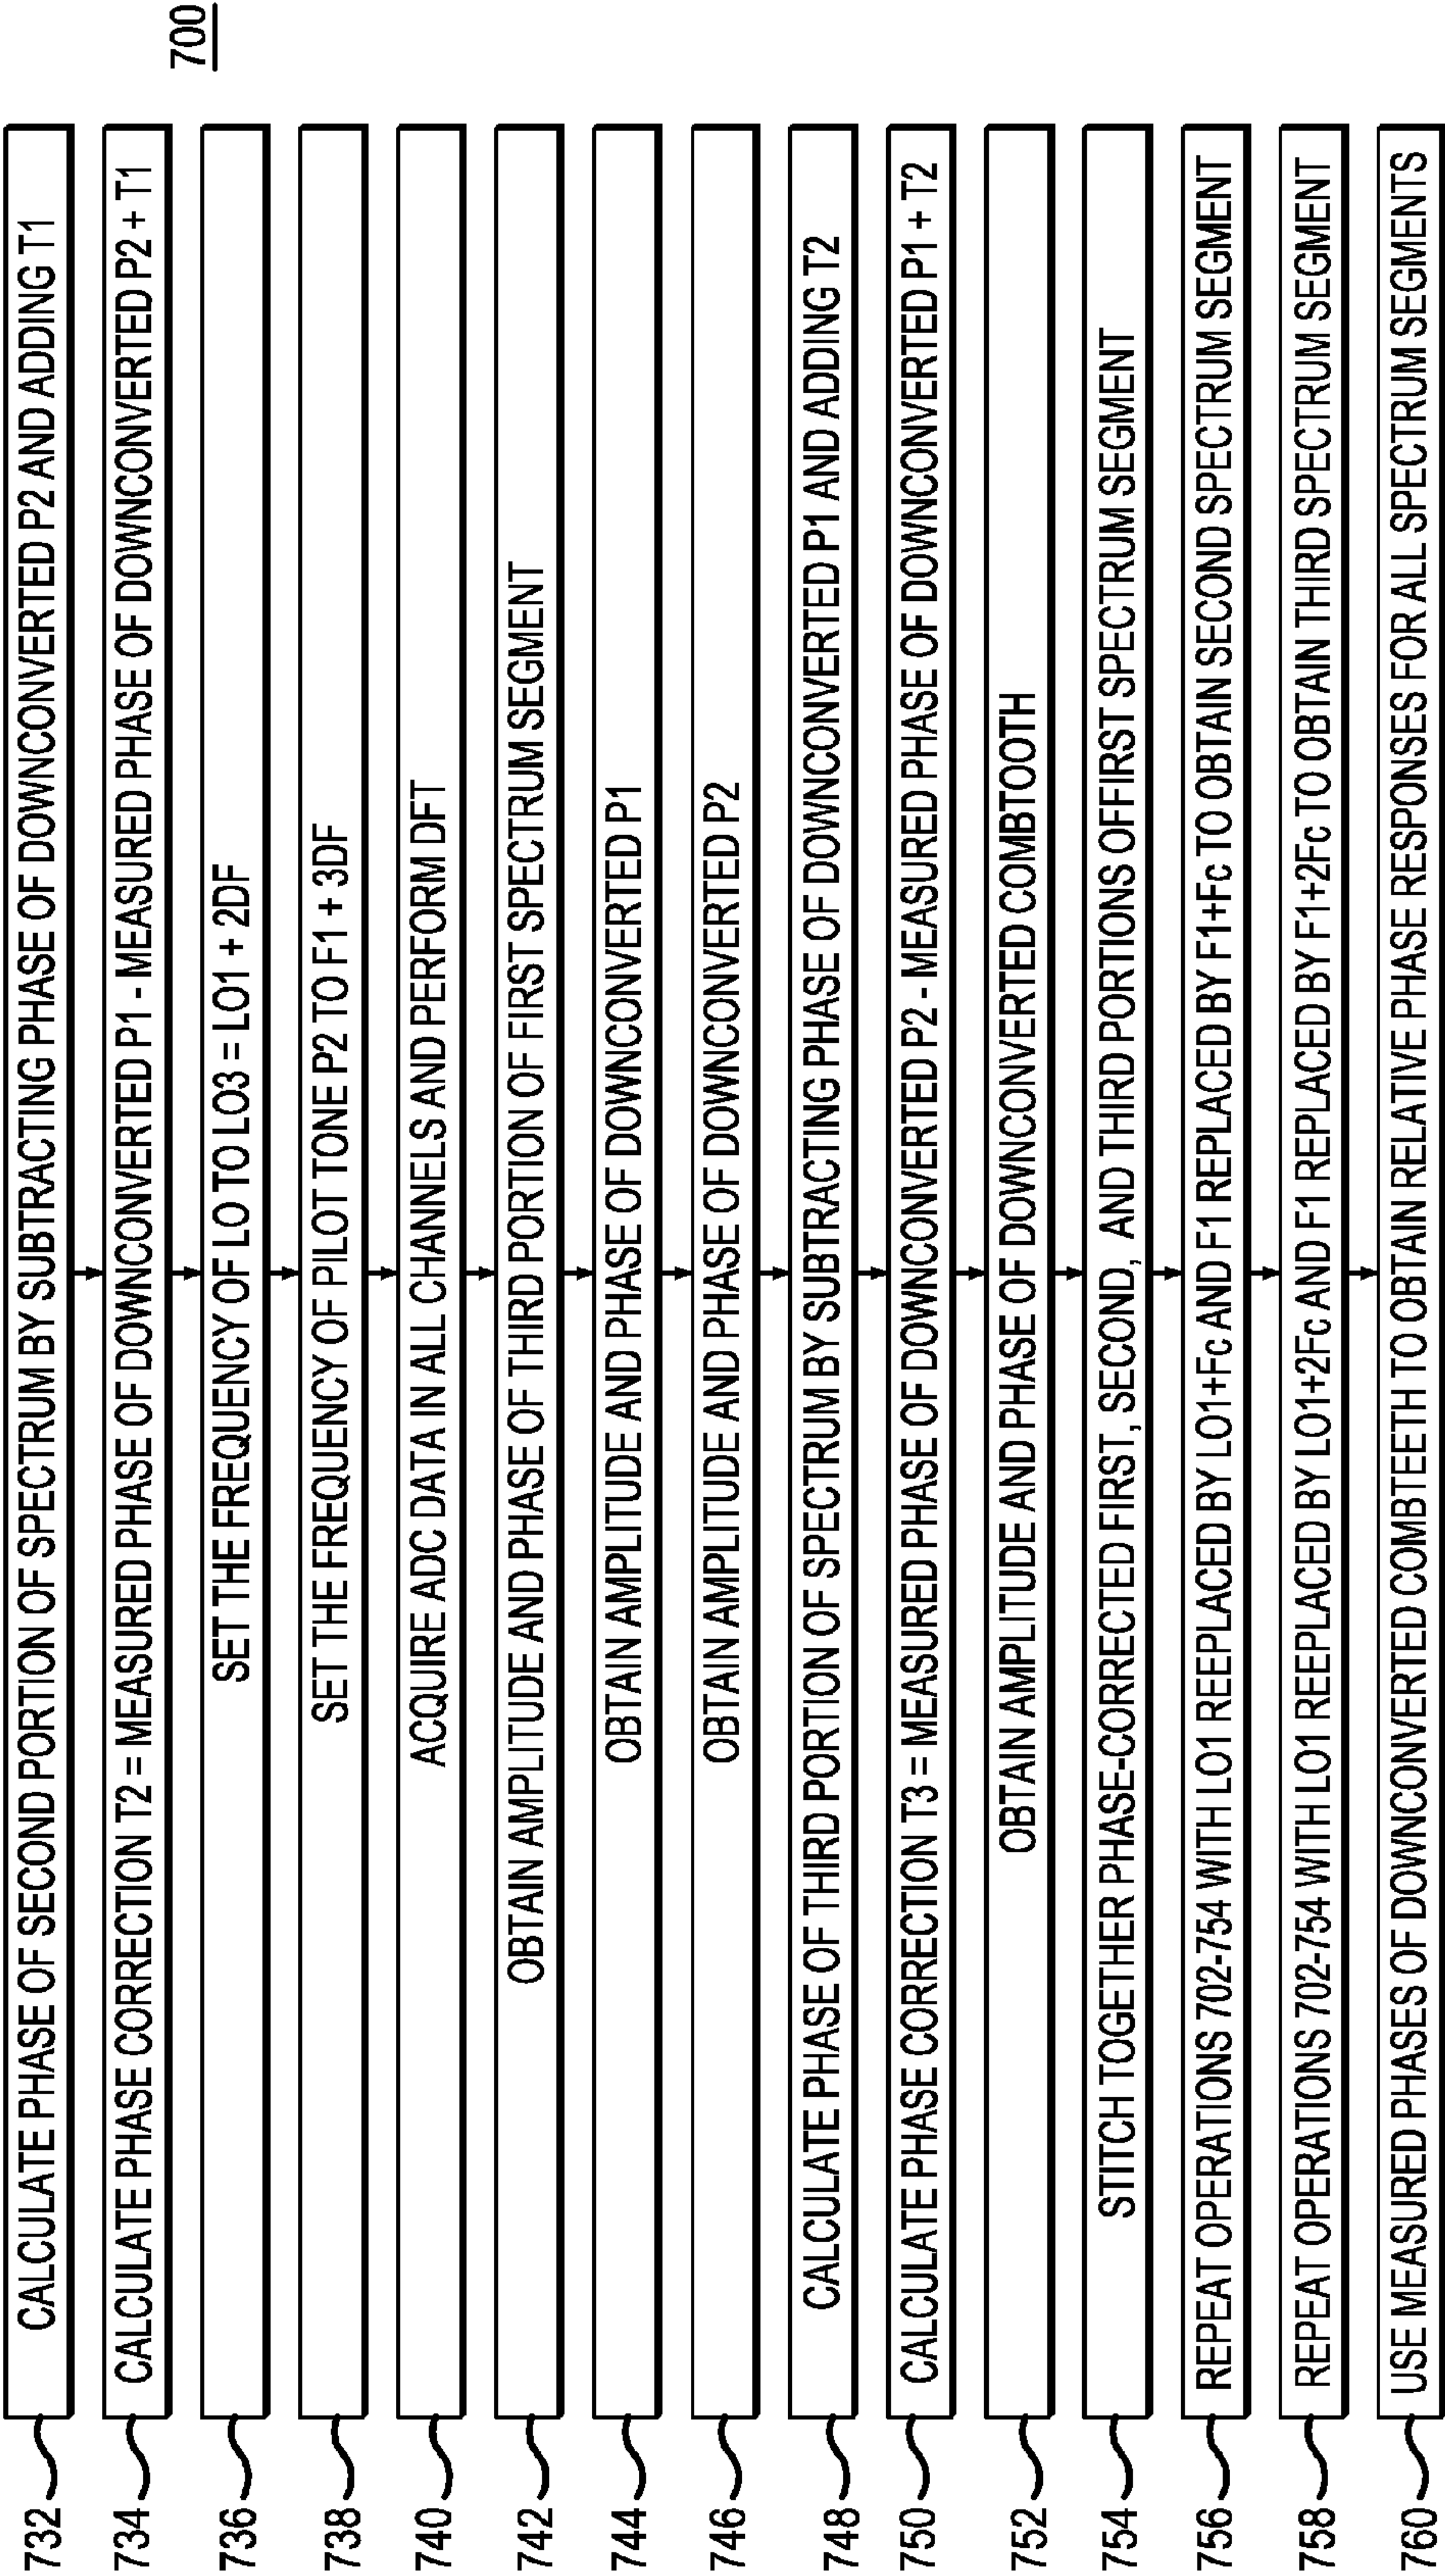 700
732 CALCULATE PHASE OF SECOND PORTION OF SPECTRUM BY SUBTRACTING PHASE OF DOWNCONVERTED P2 AND ADDING T1
734 CALCULATE PHASE CORRECTION T2 = MEASURED PHASE OF DOWNCONVERTED P1 - MEASURED PHASE OF DOWNCONVERTED P2 + T1
736 SET THE FREQUENCY OF LO TO LO3 = LO1 + 2DF
738 SET THE FREQUENCY OF PILOT TONE P2 TO F1 + 3DF
740 ACQUIRE ADC DATA IN ALL CHANNELS AND PERFORM DFT
742 OBTAIN AMPLITUDE AND PHASE OF THIRD PORTION OF FIRST SPECTRUM SEGMENT
744 OBTAIN AMPLITUDE AND PHASE OF DOWNCONVERTED P1
746 OBTAIN AMPLITUDE AND PHASE OF DOWNCONVERTED P2
748 CALCULATE PHASE OF THIRD PORTION OF SPECTRUM BY SUBTRACTING PHASE OF DOWNCONVERTED P1 AND ADDING T2
750 CALCULATE PHASE CORRECTION T3 = MEASURED PHASE OF DOWNCONVERTED P2 - MEASURED PHASE OF DOWNCONVERTED P1 + T2
752 OBTAIN AMPLITUDE AND PHASE OF DOWNCONVERTED COMBTOOTH
754 STITCH TOGETHER PHASE-CORRECTED FIRST, SECOND, AND THIRD PORTIONS OFFIRST SPECTRUM SEGMENT
756 REPEAT OPERATIONS 702-754 WITH LO1 REEPLACED BY LO1+Fc AND F1 REPLACED BY F1+Fc TO OBTAIN SECOND SPECTRUM SEGMENT
758 REPEAT OPERATIONS 702-754 WITH LO1 REEPLACED BY LO1+2Fc AND F1 REPLACED BY F1+2Fc TO OBTAIN THIRD SPECTRUM SEGMENT
760 USE MEASURED PHASES OF DOWNCONVERTED COMBTEETH TO OBTAIN RELATIVE PHASE RESPONSES FOR ALL SPECTRUM SEGMENTS